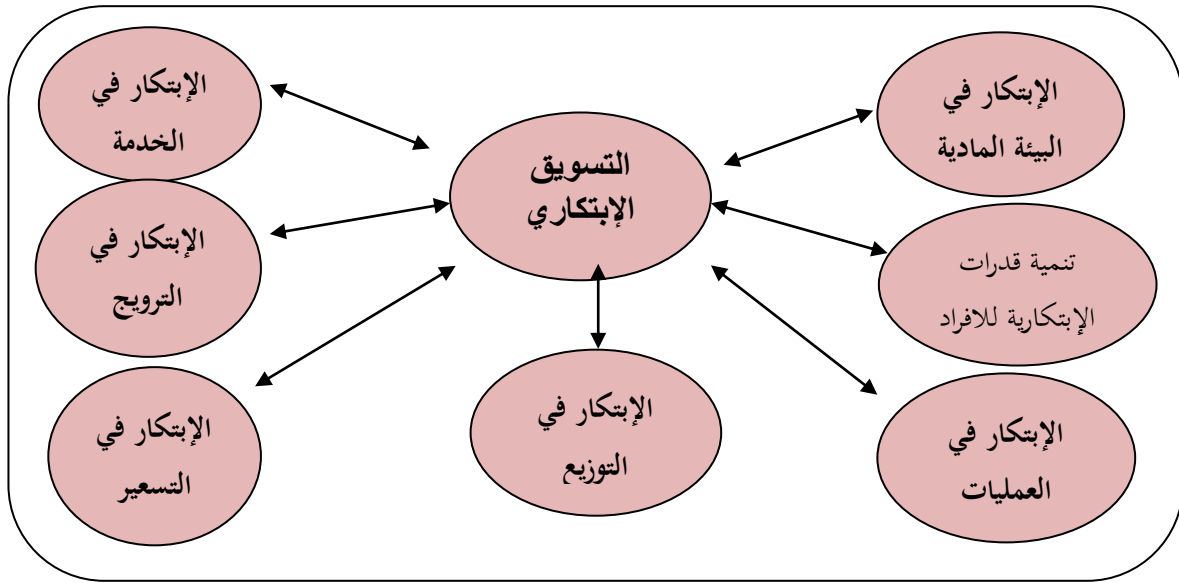 الإبتكار في
البيئة المادية
التسويق
الإبتكاري
الإبتكار في
الخدمة
تنمية قدرات
الإبتكارية للافراد
الإبتكار في
الترويج
الإبتكار في
العمليات
الإبتكار في
التوزيع
الإبتكار في
التسعير